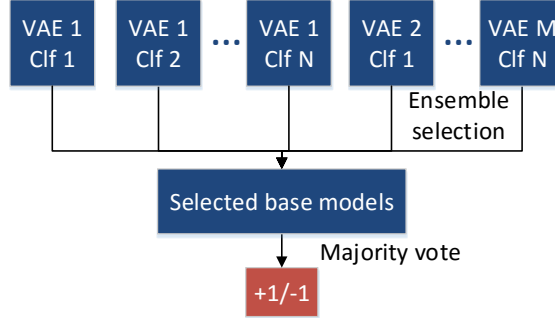 VAE 1 VAE 1 ... VAE 1 VAE 2 ... VAE M
Clf 1 Clf 2 Clf N Clf 1 Clf N
Ensemble
selection
Selected base models
Majority vote
+1/-1